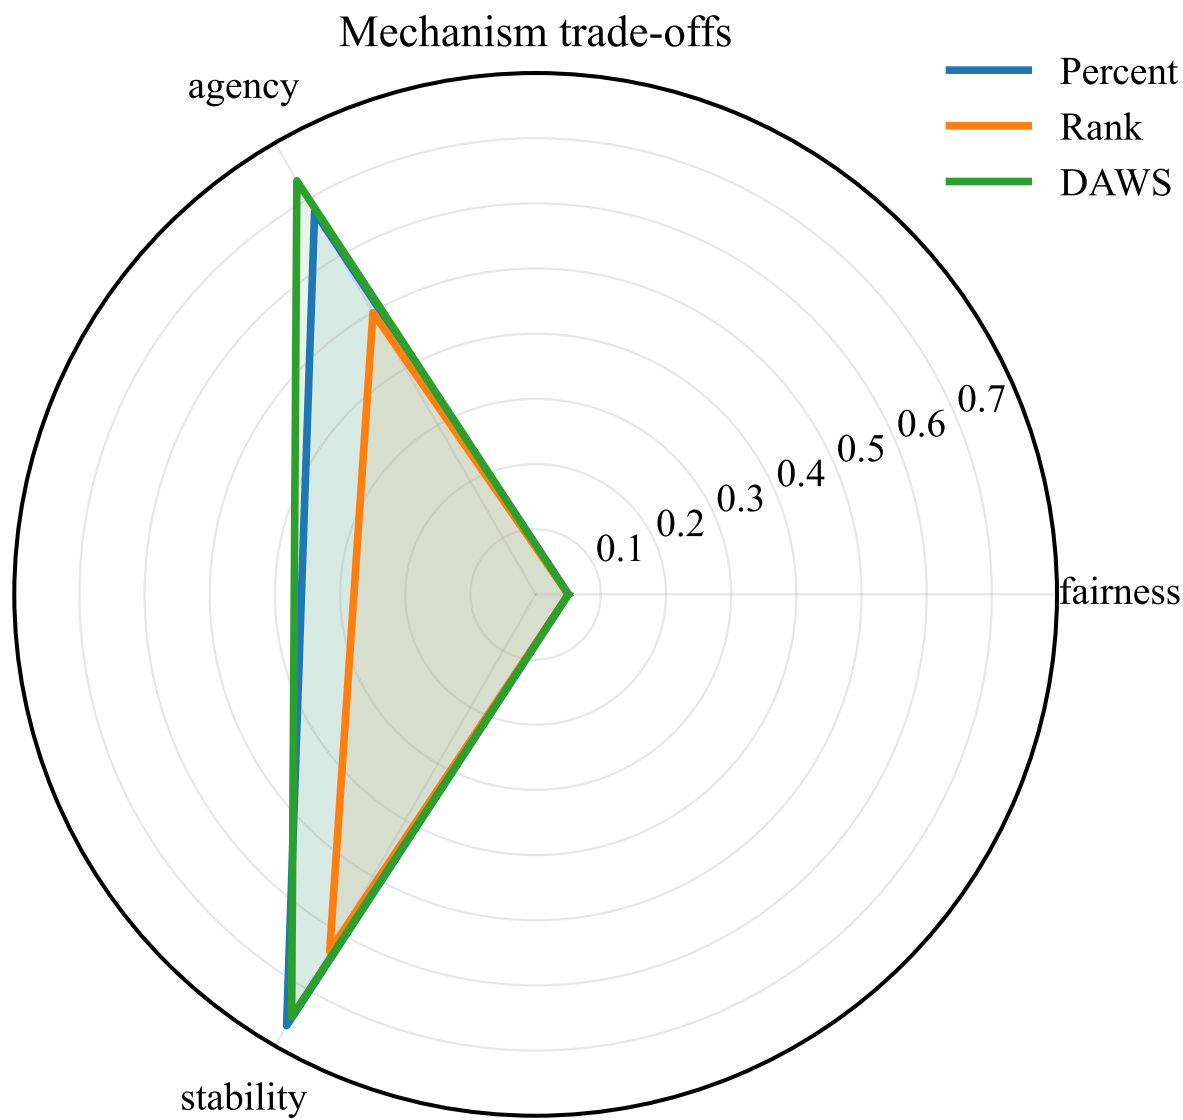 Mechanism trade-offs
agency
Percent
Rank
DAWS
0.7
0.6
0.5
0.4
0.3
0.2
0.1
fairness
stability